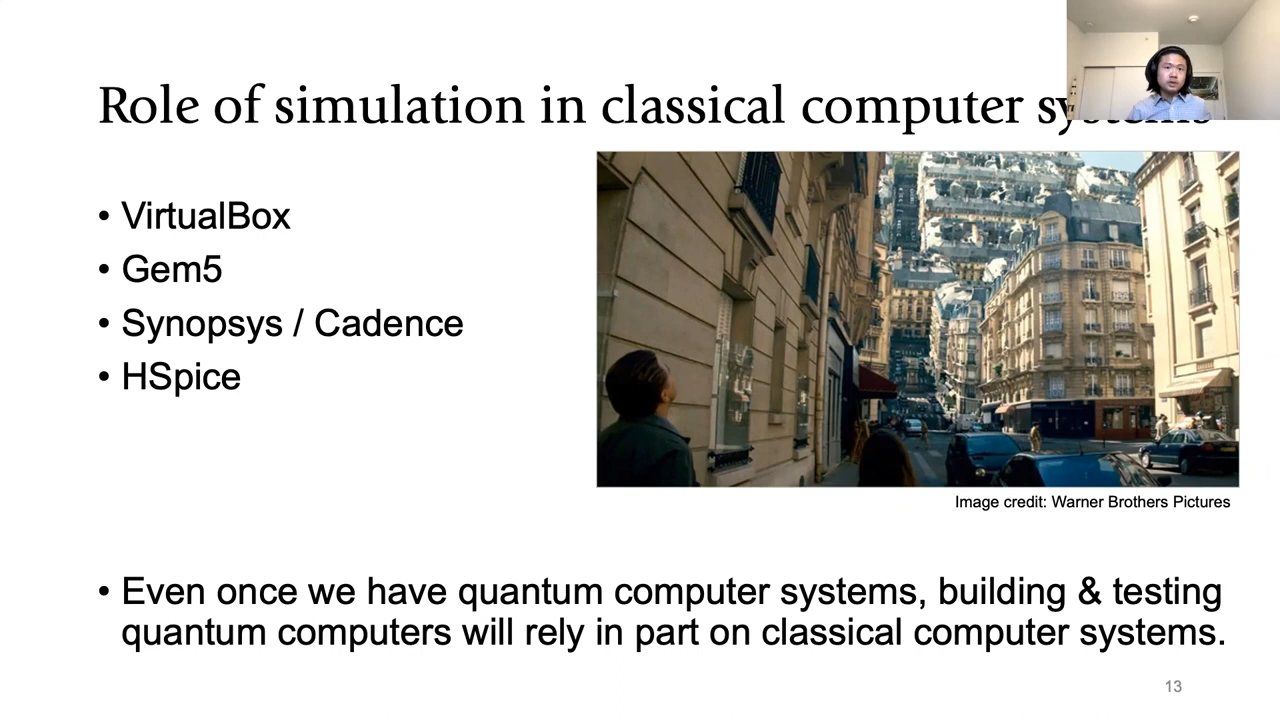 Role of simulation in classical computer systems
• VirtualBox
• Gem5
• Synopsys / Cadence
• HSpice
Image credit: Warner Brothers Pictures
• Even once we have quantum computer systems, building & testing
quantum computers will rely in part on classical computer systems.
13